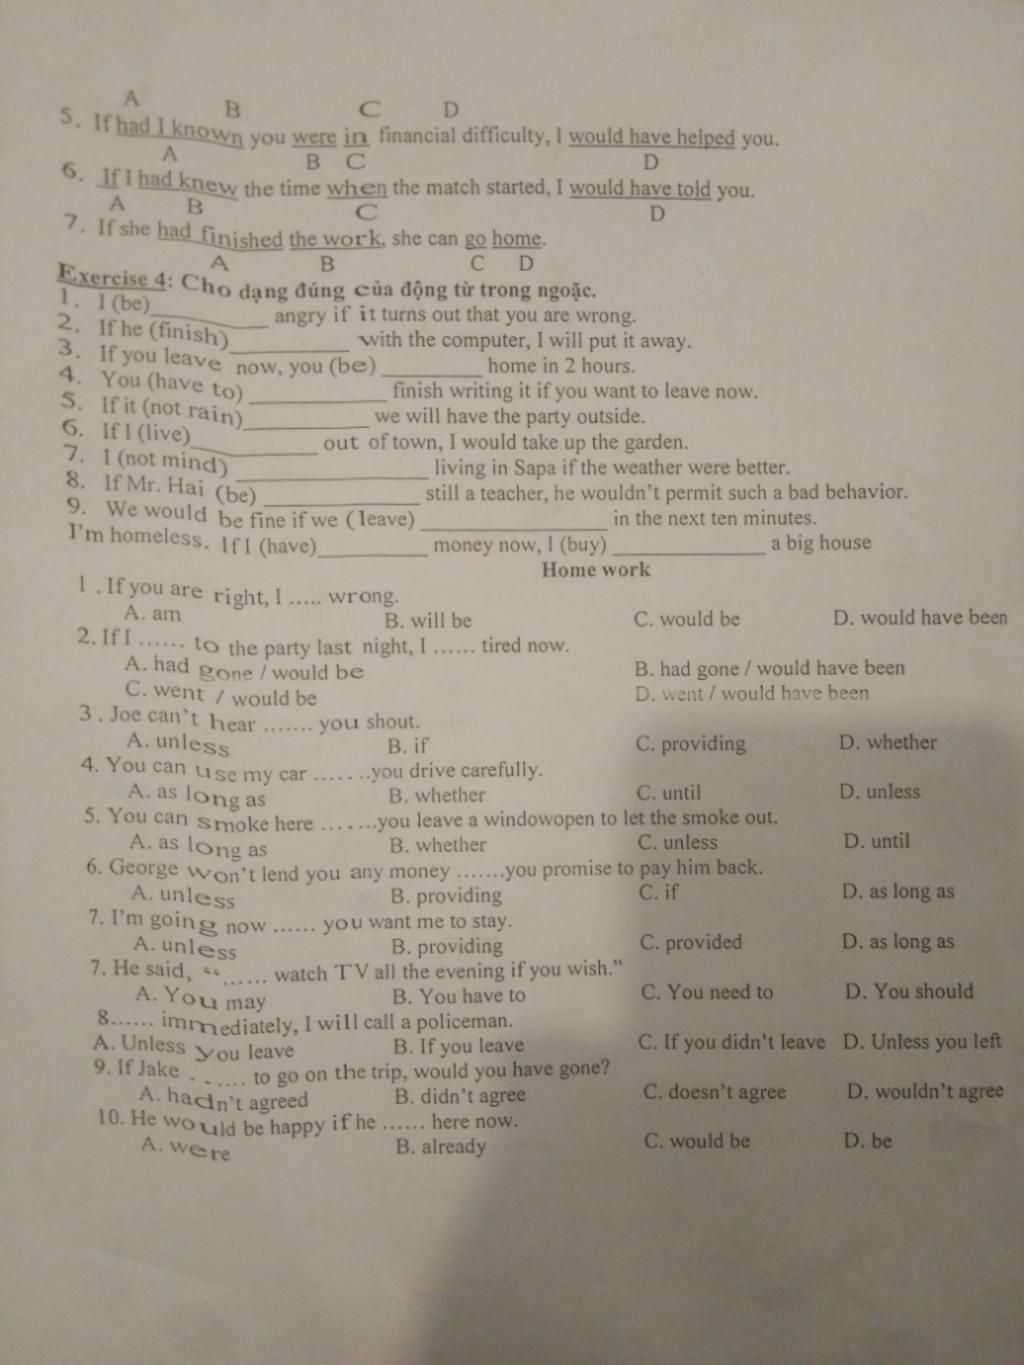 A B C D
5. If had I known you were in financial difficulty, I would have helped you.
A B C D
6. If I had knew the time when the match started, I would have told you.
A B C D
7. If she had finished the work, she can go home.
A B C D
Exercise 4: Cho dạng đúng của động từ trong ngoặc.
1. I (be)____________ angry if it turns out that you are wrong.
2. If he (finish)____________ with the computer, I will put it away.
3. If you leave now, you (be) __________ home in 2 hours.
4. You (have to) ______________ finish writing it if you want to leave now.
5. If it (not rain)_____________ we will have the party outside.
6. If I (live)_____________ out of town, I would take up the garden.
7. I (not mind) ___________________ living in Sapa if the weather were better.
8. If Mr. Hai (be) ________________ still a teacher, he wouldn't permit such a bad behavior.
9. We would be fine if we (leave) ___________________ in the next ten minutes.
I'm homeless. If I (have)___________ money now, I (buy) _______________ a big house
Home work
1 . If you are right, I ..... wrong.
A. am B. will be C. would be D. would have been
2. If I ...... to the party last night, I ...... tired now.
A. had gone / would be B. had gone / would have been
C. went / would be D. went / would have been
3 . Joe can't hear ....... you shout.
A. unless B. if C. providing D. whether
4. You can use my car .......you drive carefully.
A. as long as B. whether C. until D. unless
5. You can smoke here .......you leave a windowopen to let the smoke out.
A. as long as B. whether C. unless D. until
6. George won't lend you any money .......you promise to pay him back.
A. unless B. providing C. if D. as long as
7. I'm going now ...... you want me to stay.
A. unless B. providing C. provided D. as long as
7. He said, "...... watch TV all the evening if you wish."
A. You may B. You have to C. You need to D. You should
8...... immediately, I will call a policeman.
A. Unless you leave B. If you leave C. If you didn't leave D. Unless you left
9. If Jake ...... to go on the trip, would you have gone?
A. hadn't agreed B. didn't agree C. doesn't agree D. wouldn't agree
10. He would be happy if he ...... here now.
A. were B. already C. would be D. be